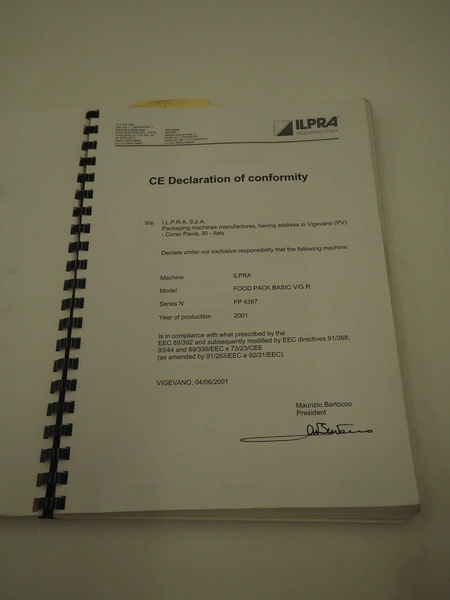 ILPRA
VIGEVANO-ITALY
CE Declaration of conformity
We I.L.P.R.A. S.p.A.
Packaging machines manufactures, having address in Vigevano (PV)
- Corso Pavia, 30 - Italy
Declare under our exclusive responsibility that the following machine:
Machine ILPRA
Model FOOD PACK BASIC V/G R
Series N FP 4387
Year of production 2001
Is in compliance with what prescribed by the
EEC 89/392 and subsequently modified by EEC directives 91/368,
93/44 and 89/336/EEC e 73/23/CEE
(as amended by 91/263/EEC e 92/31/EEC).
VIGEVANO, 04/06/2001
Maurizio Bertocco
President